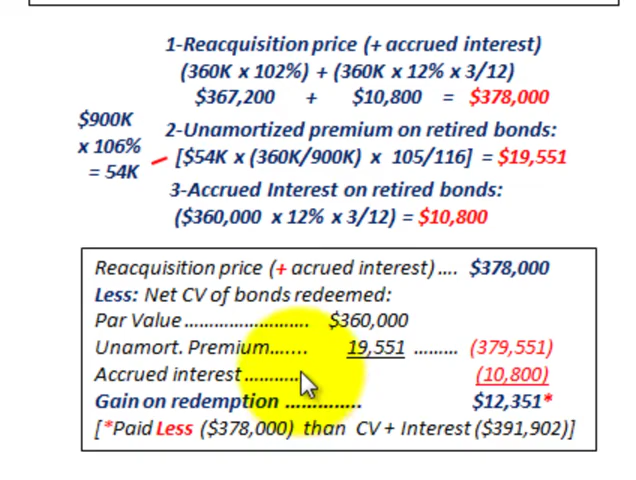 1-Reacquisition price (+ accrued interest)
(360K x 102%) + (360K x 12% x 3/12)
$367,200 + $10,800 = $378,000
$900K
x 106%
= 54K
2-Unamortized premium on retired bonds:
[$54K x (360K/900K) x 105/116] = $19,551
3-Accrued Interest on retired bonds:
($360,000 x 12% x 3/12) = $10,800
Reacquisition price (+ acrued interest).... $378,000
Less: Net CV of bonds redeemed:
Par Value ........................... $360,000
Unamort. Premium....... 19,551 ......... (379,551)
Accrued interest ........... (10,800)
Gain on redemption .............. $12,351*
[*Paid Less ($378,000) than CV + Interest ($391,902)]